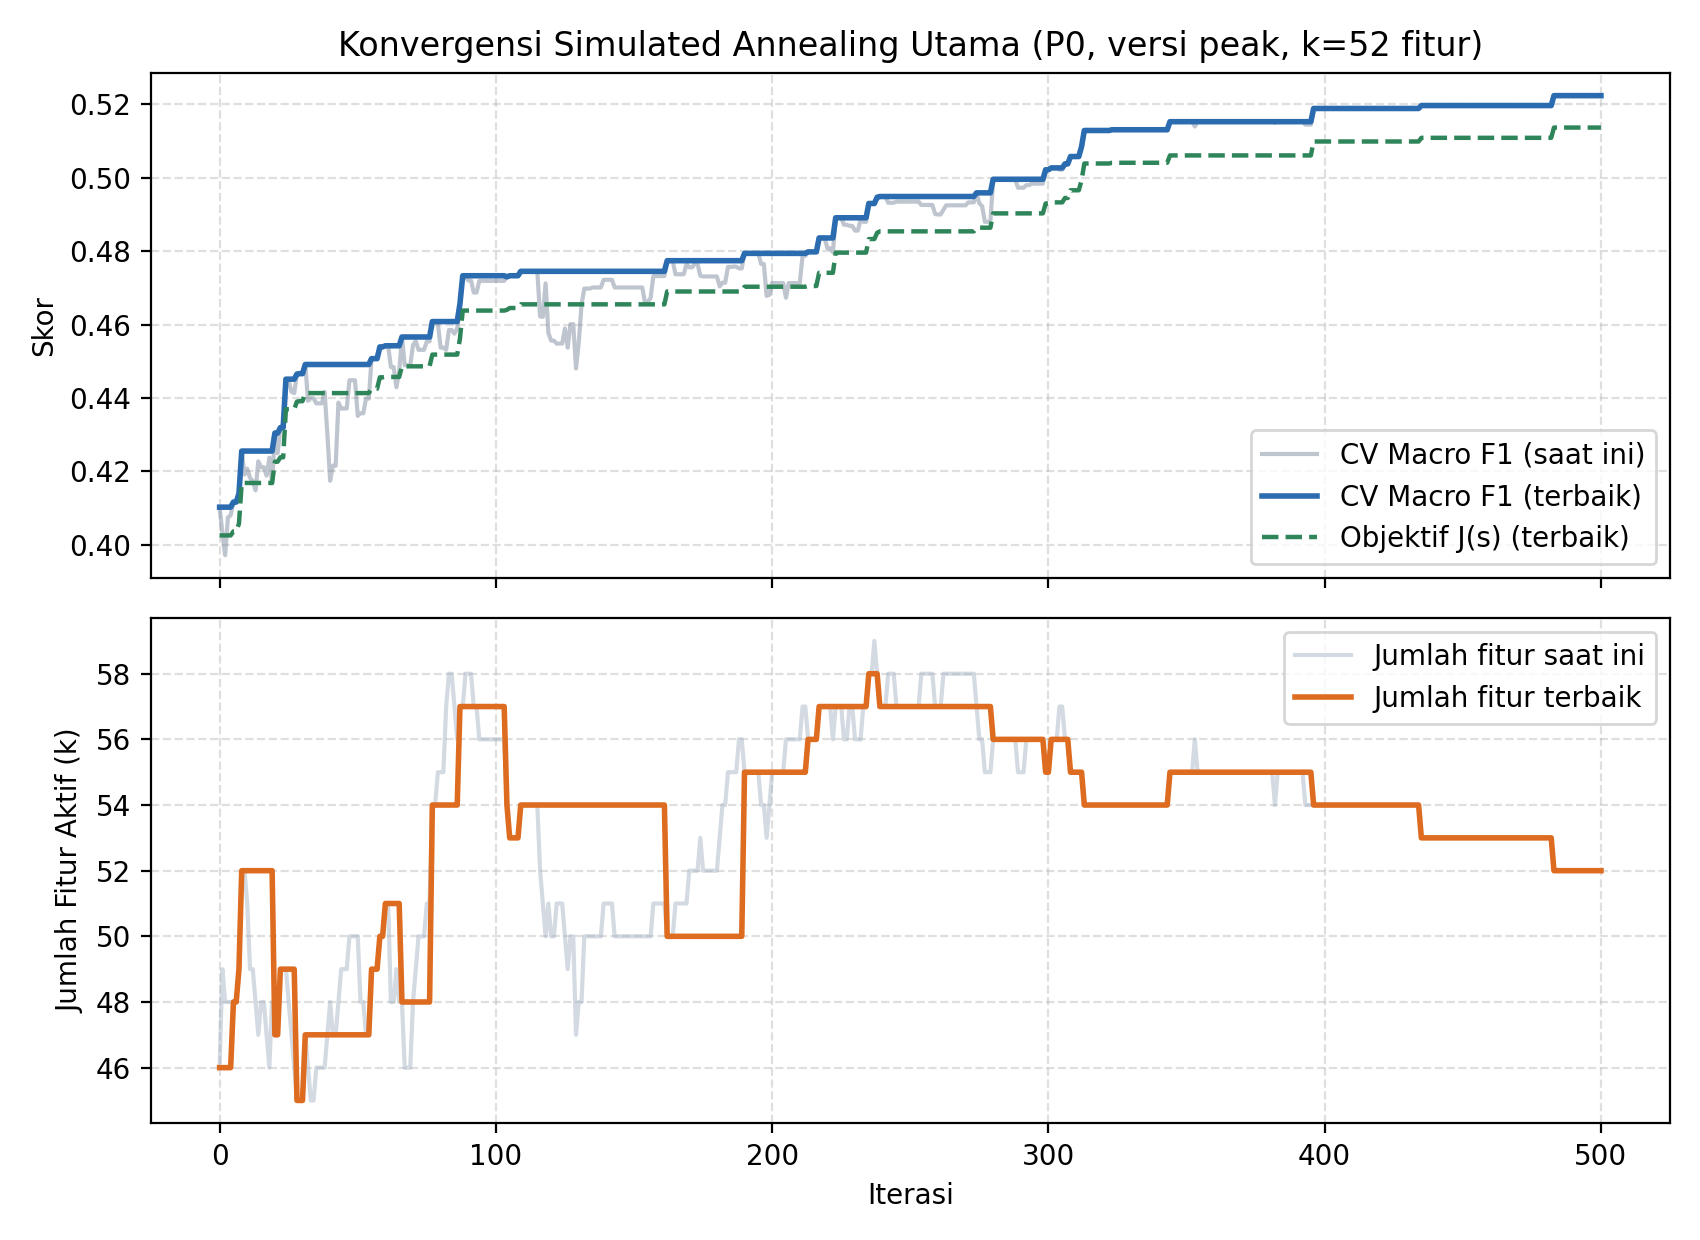 Konvergensi Simulated Annealing Utama (P0, versi peak, k=52 fitur)
Skor
0.52
0.50
0.48
0.46
0.44
0.42
0.40
CV Macro F1 (saat ini)
CV Macro F1 (terbaik)
Objektif J(s) (terbaik)
Jumlah Fitur Aktif (k)
58
56
54
52
50
48
46
Jumlah fitur saat ini
Jumlah fitur terbaik
0 100 200 300 400 500
Iterasi